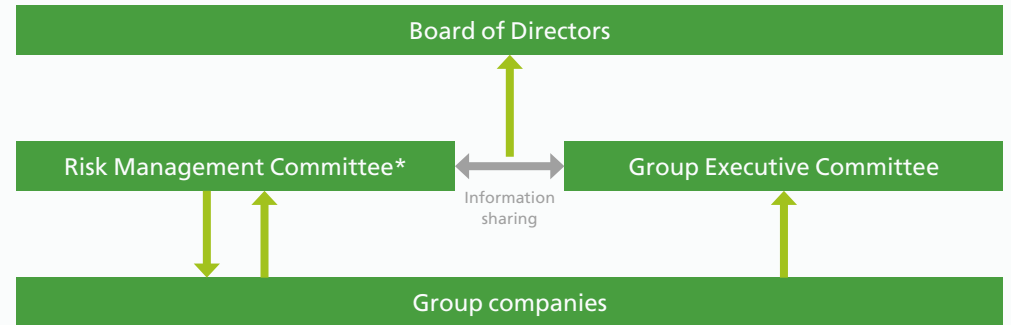 Board of Directors
Risk Management Committee*
Group Executive Committee
Information
sharing
Group companies